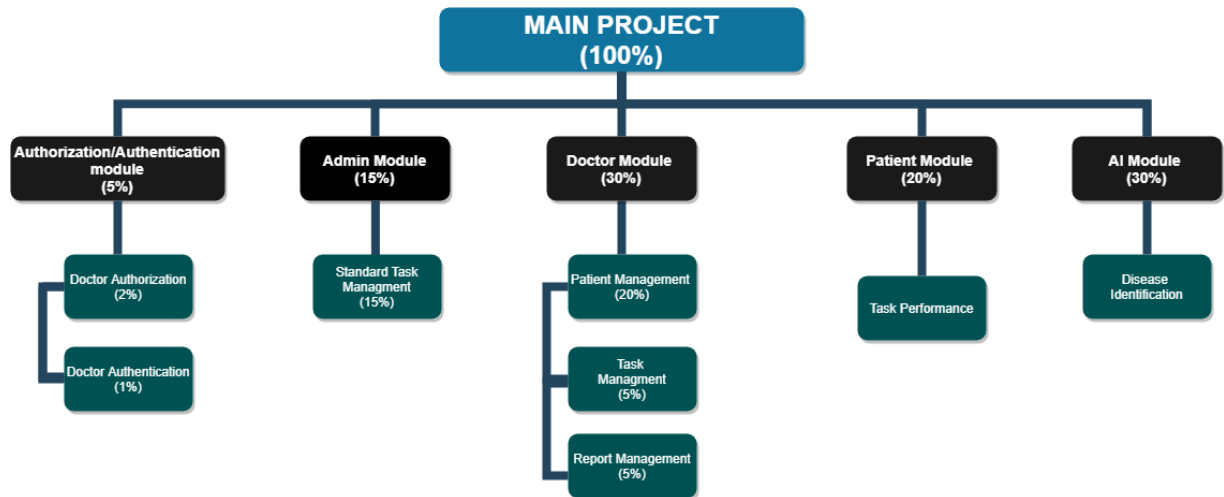 MAIN PROJECT
(100%)
Authorization/Authentication
module
(5%)
Admin Module
(15%)
Doctor Module
(30%)
Patient Module
(20%)
AI Module
(30%)
Doctor Authorization
(2%)
Standard Task
Managment
(15%)
Patient Management
(20%)
Task Performance
Disease
Identification
Doctor Authentication
(1%)
Task
Managment
(5%)
Report Management
(5%)